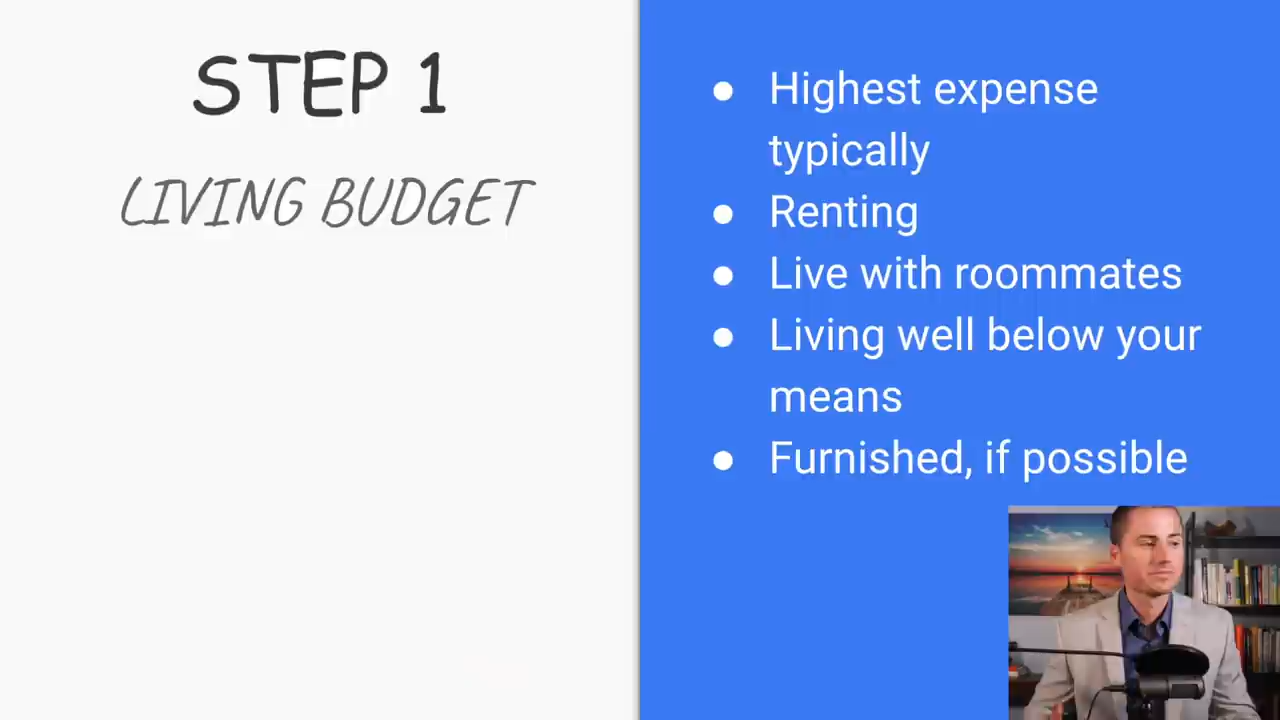 STEP 1
LIVING BUDGET
● Highest expense
typically
● Renting
● Live with roommates
● Living well below your
means
● Furnished, if possible